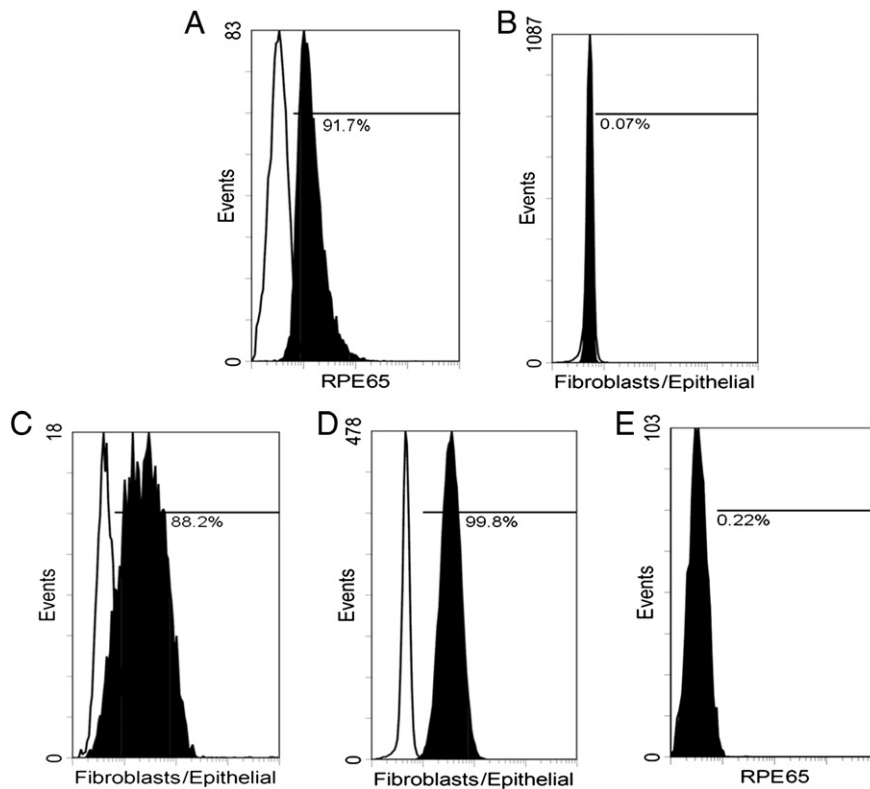 A
83
91.7%
Events
0
RPE65
B
1087
0.07%
Events
0
Fibroblasts/Epithelial
C
18
88.2%
Events
0
Fibroblasts/Epithelial
D
478
99.8%
Events
0
Fibroblasts/Epithelial
E
103
0.22%
Events
0
RPE65